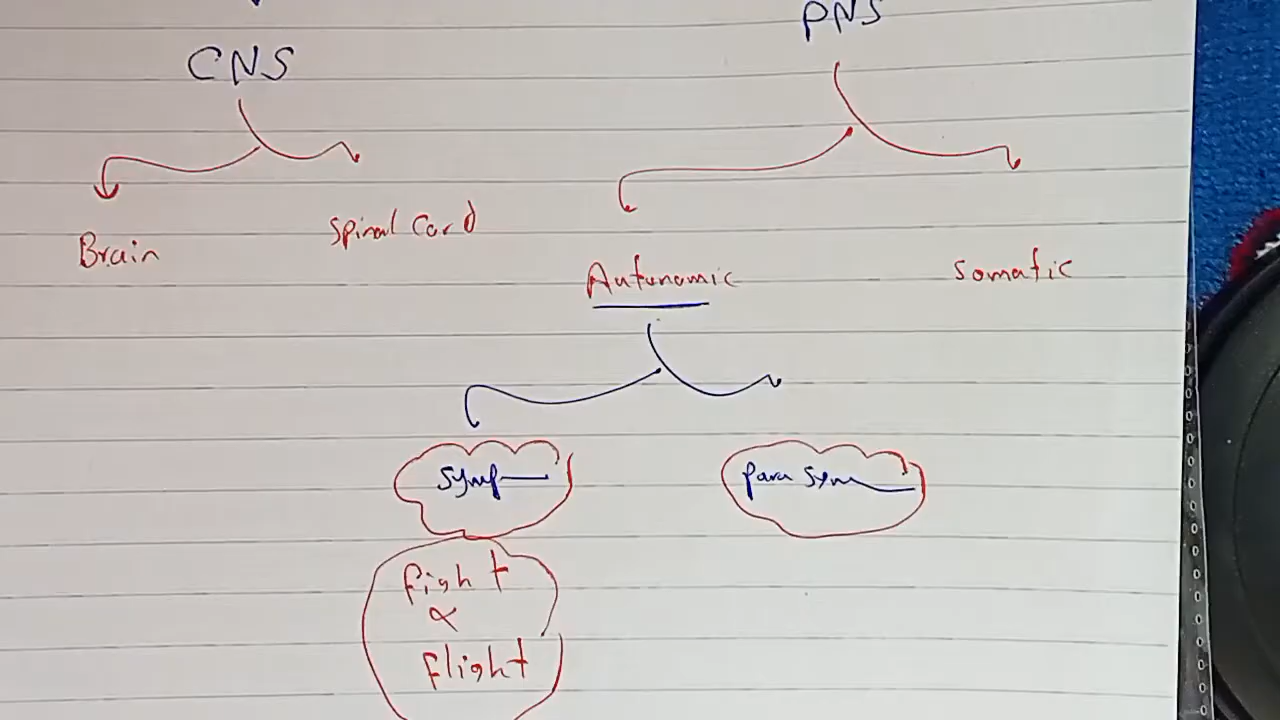 CNS
PNS
Brain
Spinal Cord
Autonomic
Somatic
Symp
para sym
fight
&
flight